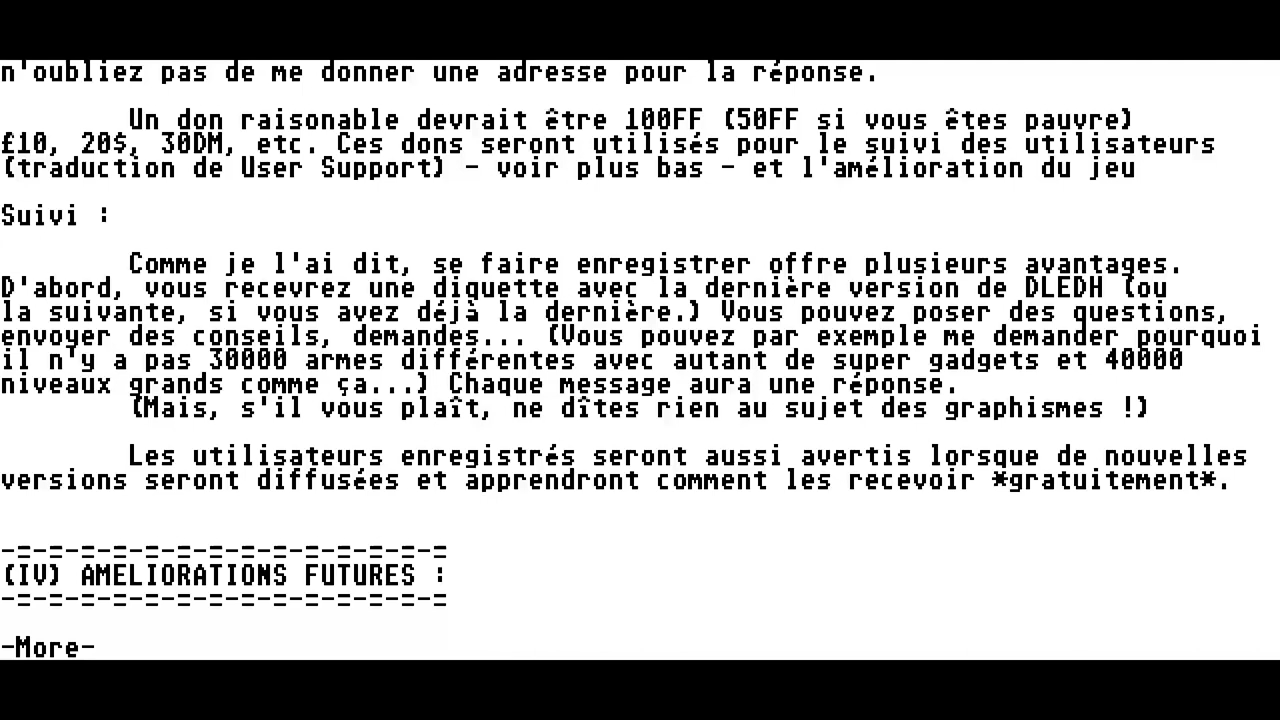 n'oubliez pas de me donner une adresse pour la réponse.
Un don raisonable devrait être 100FF (50FF si vous êtes pauvre)
£10, 20$, 30DM, etc. Ces dons seront utilisés pour le suivi des utilisateurs
(traduction de User Support) - voir plus bas - et l'amélioration du jeu
Suivi :
Comme je l'ai dit, se faire enregistrer offre plusieurs avantages.
D'abord, vous recevrez une diquette avec la dernière version de DLEDH (ou
la suivante, si vous avez déjà la dernière.) Vous pouvez poser des questions,
envoyer des conseils, demandes... (Vous pouvez par exemple me demander pourquoi
il n'y a pas 30000 armes différentes avec autant de super gadgets et 40000
niveaux grands comme ça...) Chaque message aura une réponse.
(Mais, s'il vous plaît, ne dîtes rien au sujet des graphismes !)
Les utilisateurs enregistrés seront aussi avertis lorsque de nouvelles
versions seront diffusées et apprendront comment les recevoir *gratuitement*.
-=-=-=-=-=-=-=-=-=-=-=-=-=-=
(IV) AMELIORATIONS FUTURES :
-=-=-=-=-=-=-=-=-=-=-=-=-=-=
-More-